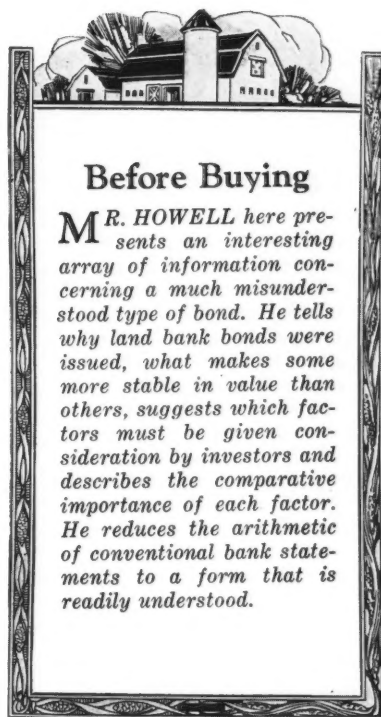 Before Buying
MR. HOWELL here pre-
sents an interesting
array of information con-
cerning a much misunder-
stood type of bond. He tells
why land bank bonds were
issued, what makes some
more stable in value than
others, suggests which fac-
tors must be given con-
sideration by investors and
describes the comparative
importance of each factor.
He reduces the arithmetic
of conventional bank state-
ments to a form that is
readily understood.